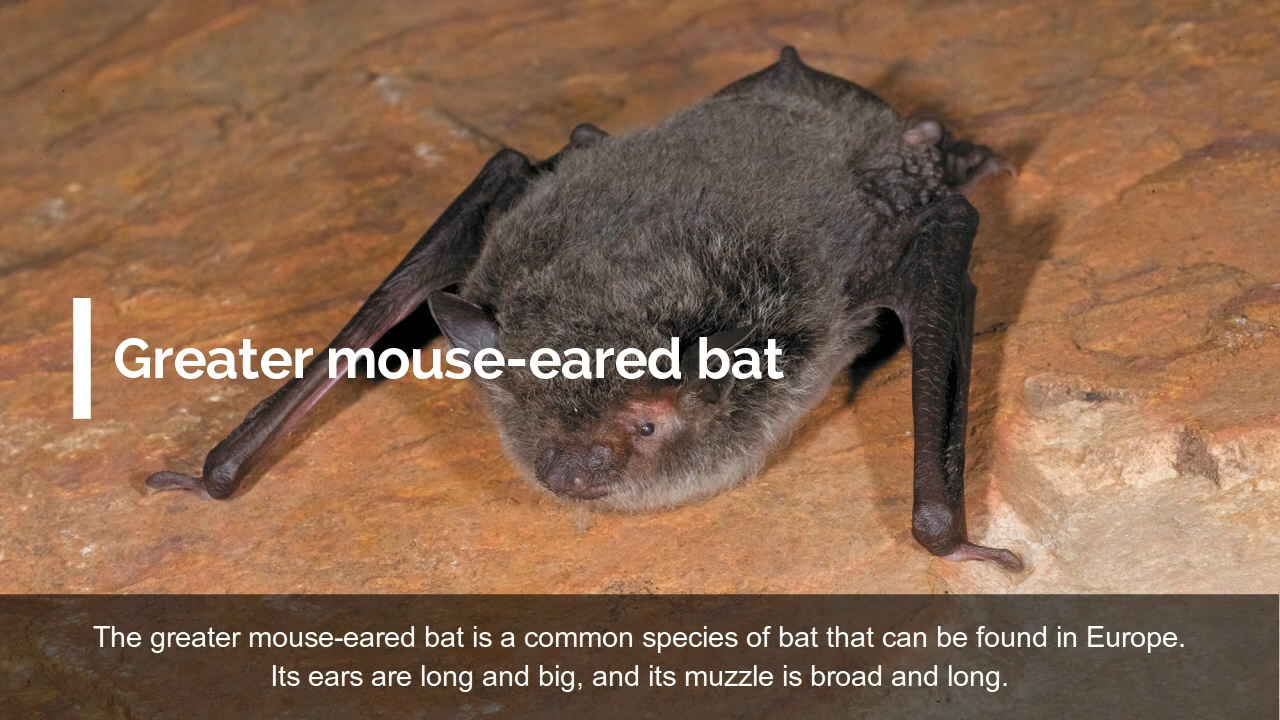 Greater mouse-eared bat
The greater mouse-eared bat is a common species of bat that can be found in Europe.
Its ears are long and big, and its muzzle is broad and long.